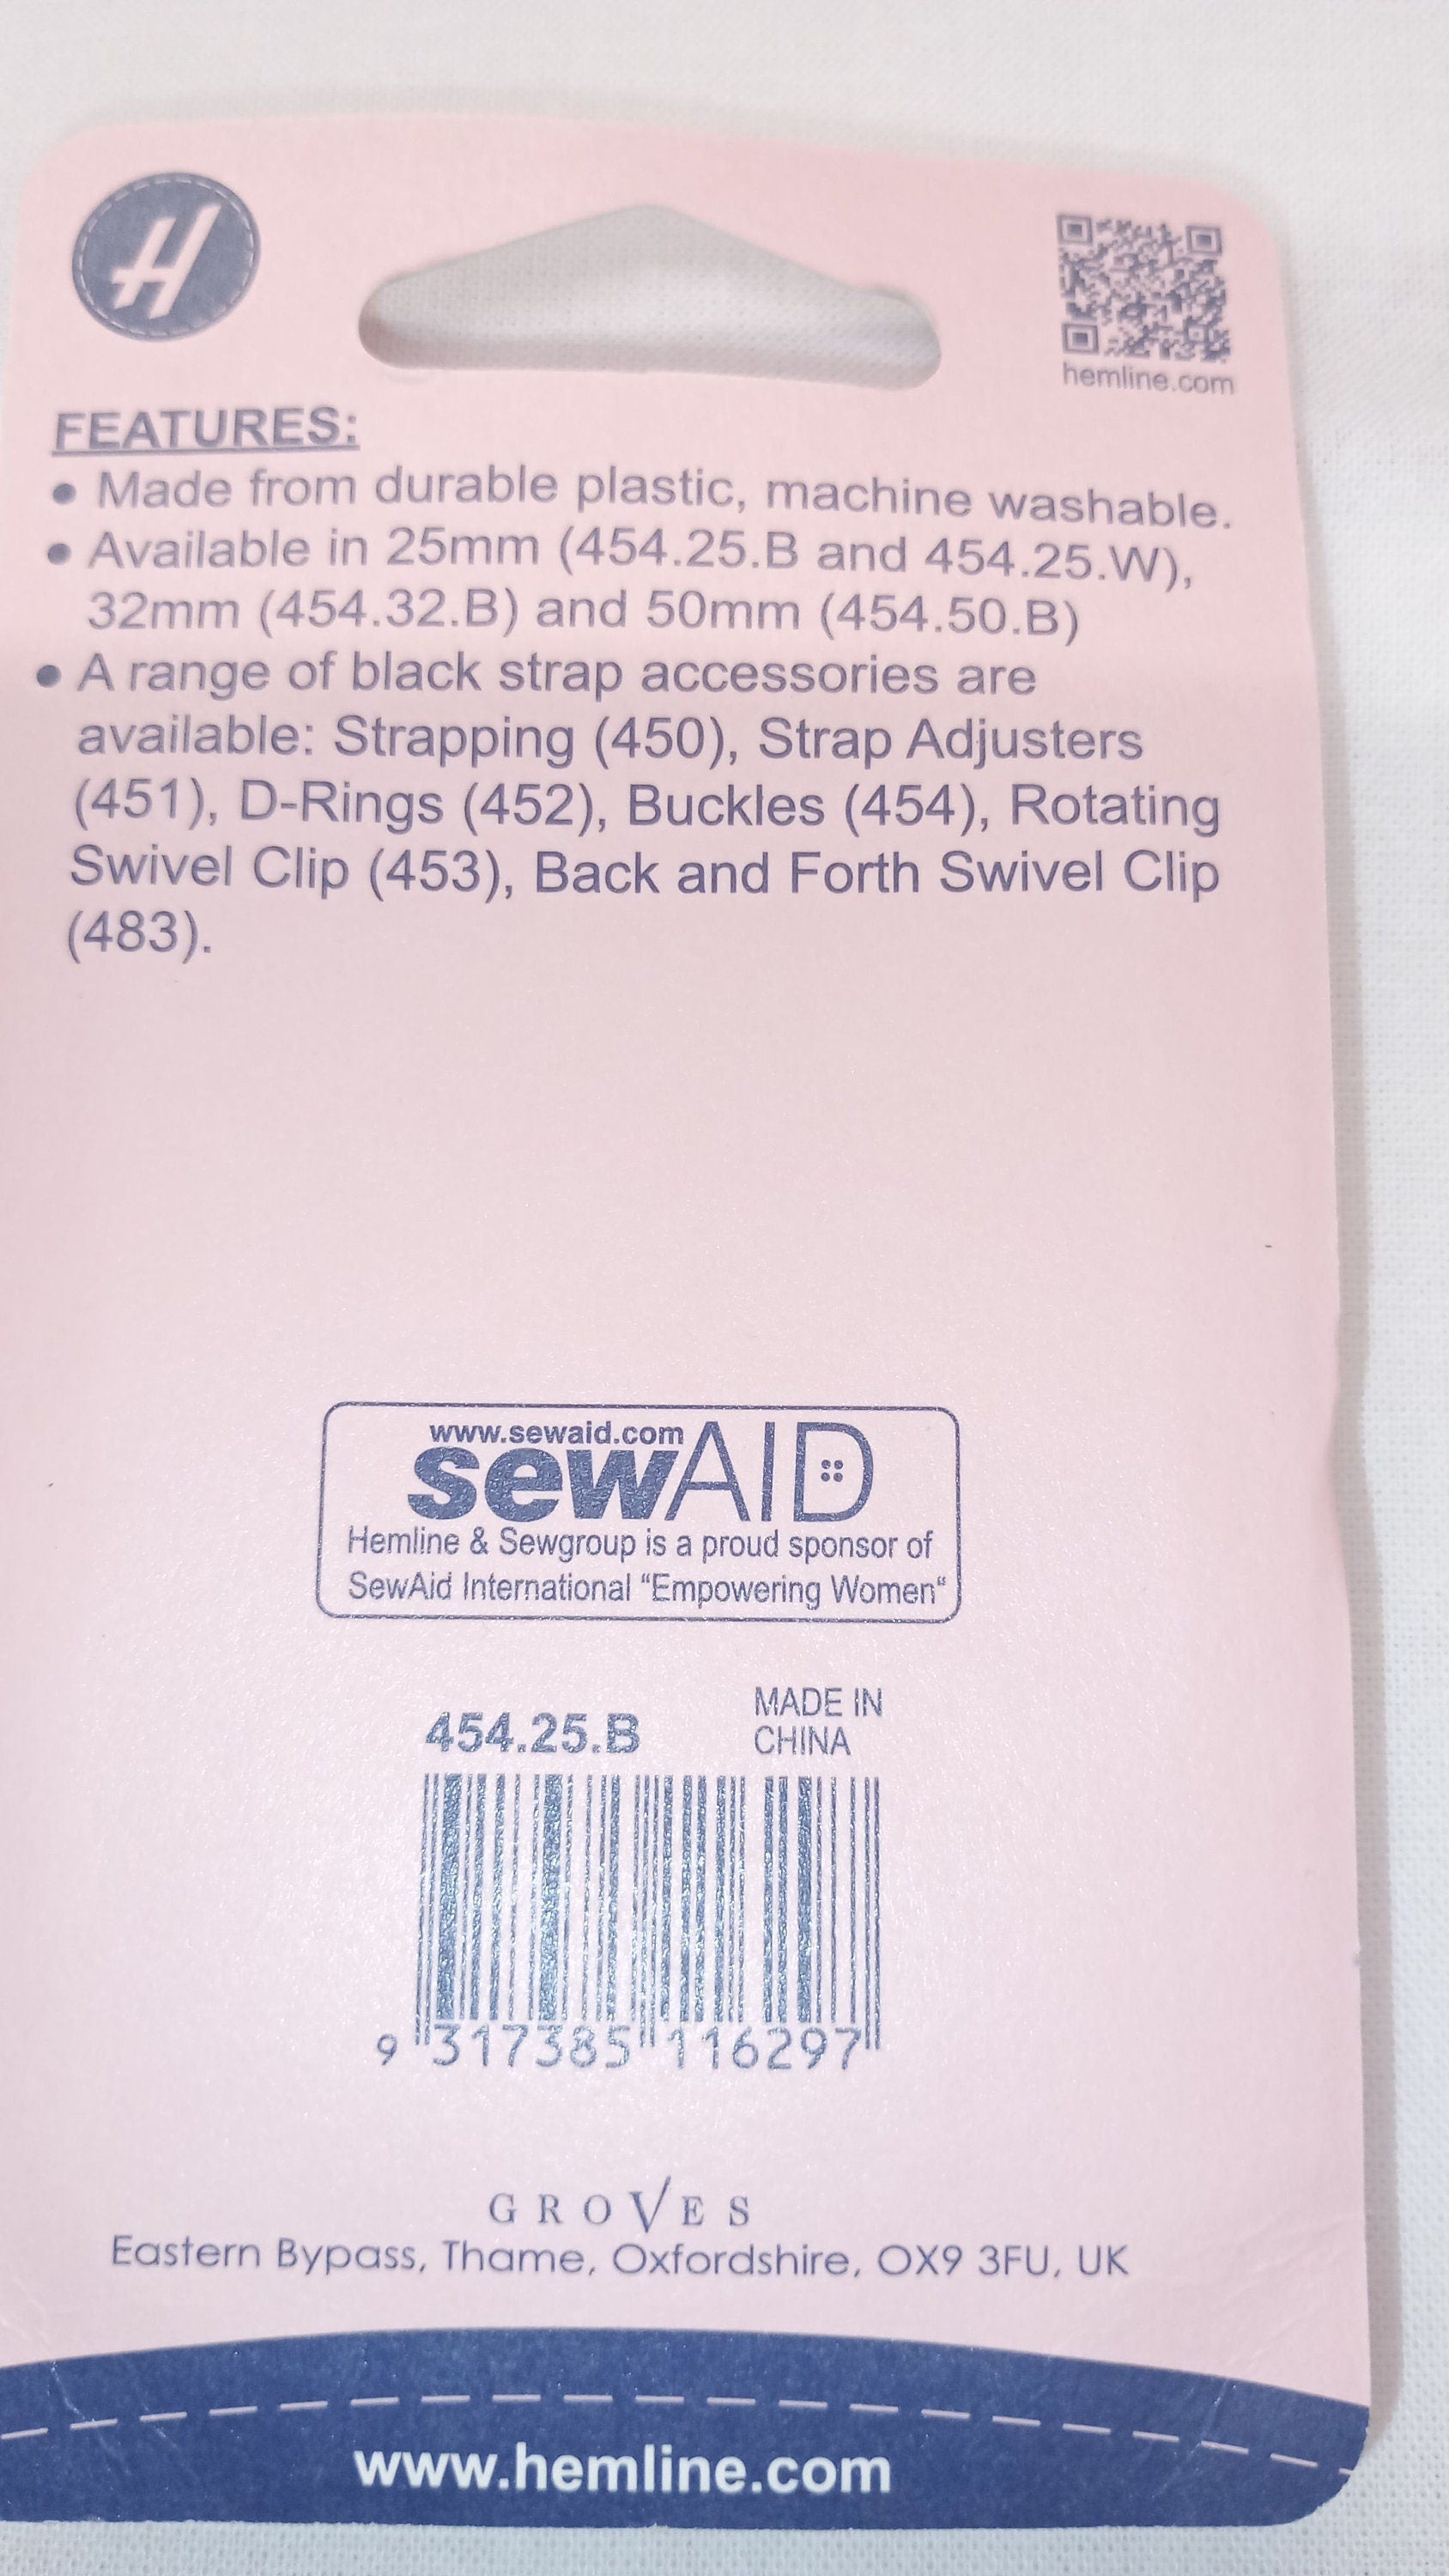 H
hemline.com
FEATURES:
• Made from durable plastic, machine washable.
• Available in 25mm (454.25.B and 454.25.W),
32mm (454.32.B) and 50mm (454.50.B)
• A range of black strap accessories are
available: Strapping (450), Strap Adjusters
(451), D-Rings (452), Buckles (454), Rotating
Swivel Clip (453), Back and Forth Swivel Clip
(483).
www.sewaid.com
sewAID
Hemline & Sewgroup is a proud sponsor of
SewAid International “Empowering Women“
454.25.B
MADE IN
CHINA
9 317385 116297
GROVES
Eastern Bypass, Thame, Oxfordshire, OX9 3FU, UK
www.hemline.com